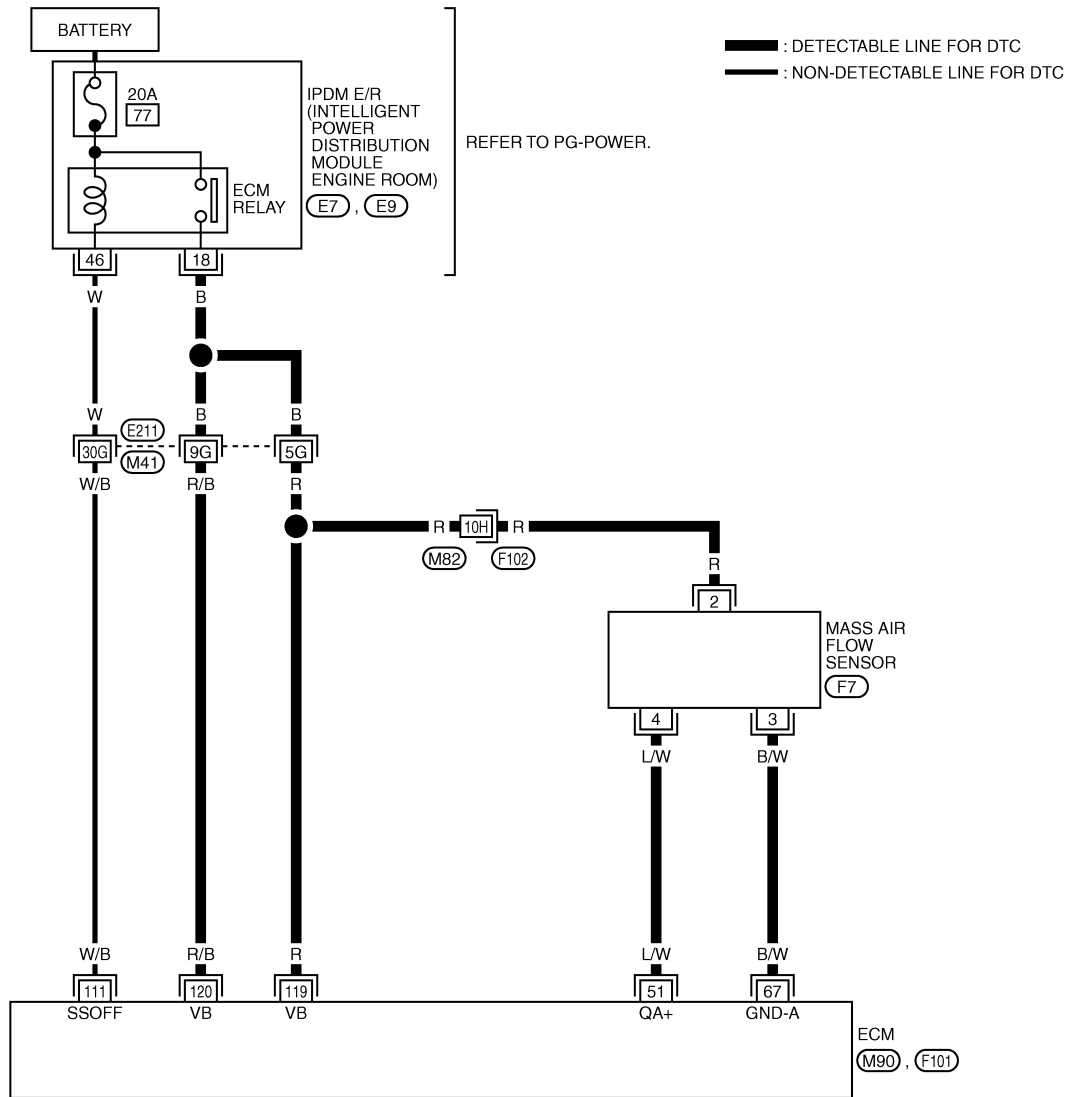 BATTERY
: DETECTABLE LINE FOR DTC
: NON-DETECTABLE LINE FOR DTC
20A
77
IPDM E/R
(INTELLIGENT
POWER
DISTRIBUTION
MODULE
ENGINE ROOM)
E7 , E9
REFER TO PG-POWER.
ECM
RELAY
46
18
W
B
W
B
B
E211
M41
30G
9G
5G
W/B
R/B
R
R
10H
R
M82
F102
R
2
MASS AIR
FLOW
SENSOR
F7
4
3
L/W
B/W
W/B
R/B
R
L/W
B/W
111
120
119
51
67
SSOFF
VB
VB
QA+
GND-A
ECM
M90 , F101